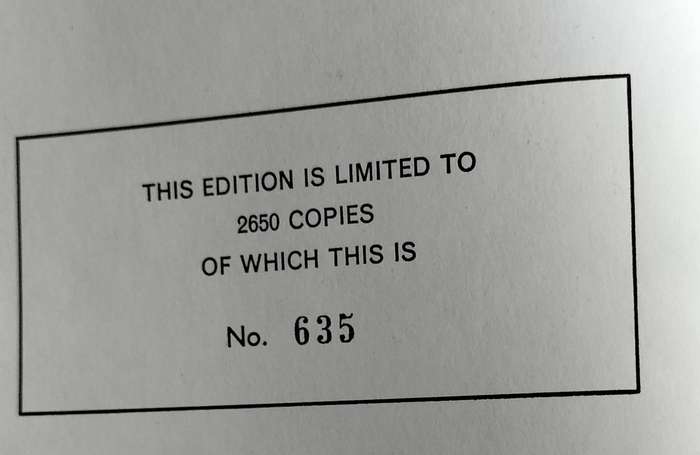 THIS EDITION IS LIMITED TO
2650 COPIES
OF WHICH THIS IS
No. 635